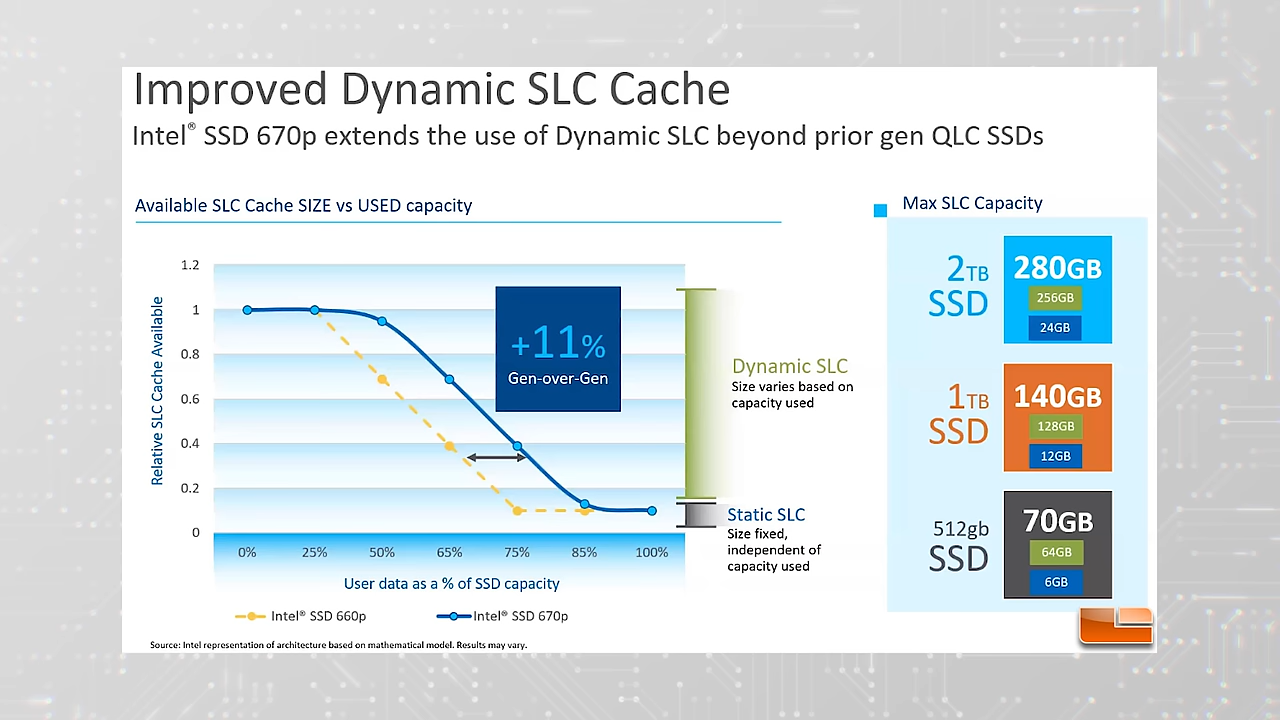 Improved Dynamic SLC Cache
Intel® SSD 670p extends the use of Dynamic SLC beyond prior gen QLC SSDs
Available SLC Cache SIZE vs USED capacity
Relative SLC Cache Available
1.2
1
0.8
0.6
0.4
0.2
0
+11%
Gen-over-Gen
0% 25% 50% 65% 75% 85% 100%
User data as a % of SSD capacity
Intel® SSD 660p Intel® SSD 670p
Dynamic SLC
Size varies based on
capacity used
Static SLC
Size fixed,
independent of
capacity used
Max SLC Capacity
2TB
SSD
280GB
256GB
24GB
1TB
SSD
140GB
128GB
12GB
512gb
SSD
70GB
64GB
6GB
Source: Intel representation of architecture based on mathematical model. Results may vary.